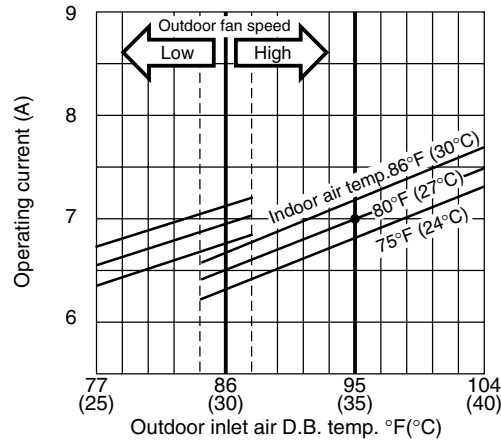 Outdoor fan speed
Low
High
Operating current (A)
9
8
7
6
Indoor air temp.86°F (30°C)
80°F (27°C)
75°F (24°C)
77 86 95 104
(25) (30) (35) (40)
Outdoor inlet air D.B. temp. °F(°C)